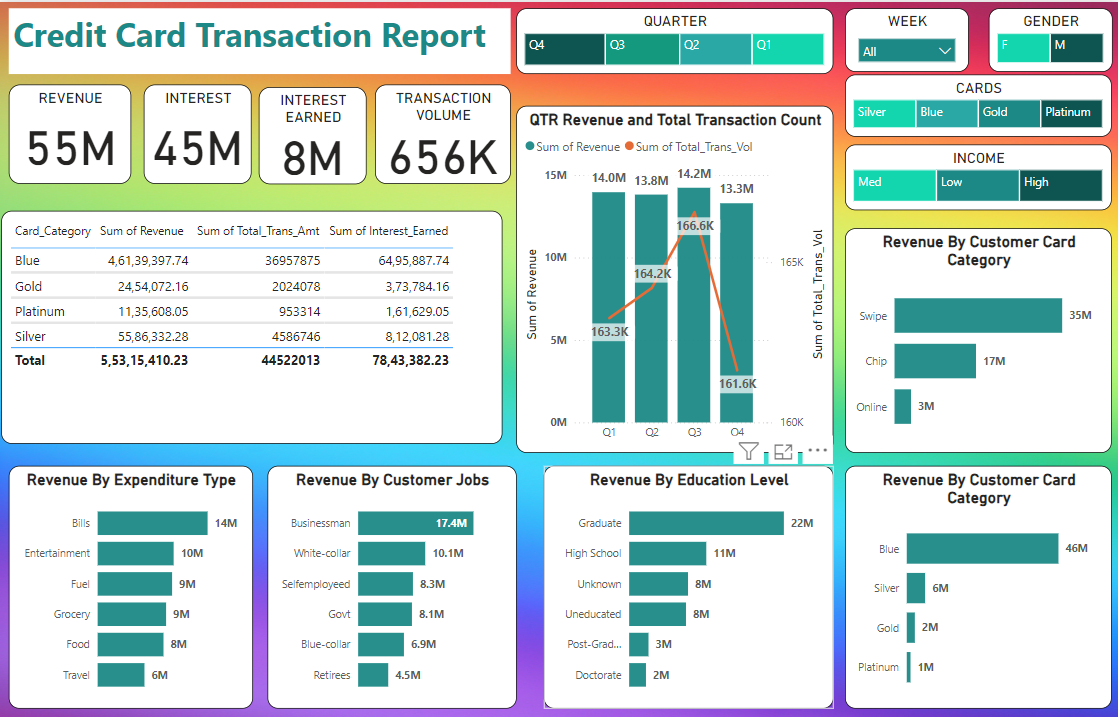 Credit Card Transaction Report
QUARTER
Q4 Q3 Q2 Q1
WEEK
All
GENDER
F M
CARDS
Silver Blue Gold Platinum
INCOME
Med Low High
REVENUE
55M
INTEREST
45M
INTEREST
EARNED
8M
TRANSACTION
VOLUME
656K
Card_Category Sum of Revenue Sum of Total_Trans_Amt Sum of Interest_Earned
Blue 4,61,39,397.74 36957875 64,95,887.74
Gold 24,54,072.16 2024078 3,73,784.16
Platinum 11,35,608.05 953314 1,61,629.05
Silver 55,86,332.28 4586746 8,12,081.28
Total 5,53,15,410.23 44522013 78,43,382.23
QTR Revenue and Total Transaction Count
Sum of Revenue Sum of Total_Trans_Vol
15M
10M
5M
0M
Sum of Revenue
14.0M 13.8M 14.2M 13.3M
163.3K 164.2K 166.6K 161.6K
165K
160K
Sum of Total_Trans_Vol
Q1 Q2 Q3 Q4
Revenue By Customer Card
Category
Swipe 35M
Chip 17M
Online 3M
Revenue By Expenditure Type
Bills 14M
Entertainment 10M
Fuel 9M
Grocery 9M
Food 8M
Travel 6M
Revenue By Customer Jobs
Businessman 17.4M
White-collar 10.1M
Selfemployeed 8.3M
Govt 8.1M
Blue-collar 6.9M
Retirees 4.5M
Revenue By Education Level
Graduate 22M
High School 11M
Unknown 8M
Uneducated 8M
Post-Grad... 3M
Doctorate 2M
Revenue By Customer Card
Category
Blue 46M
Silver 6M
Gold 2M
Platinum 1M